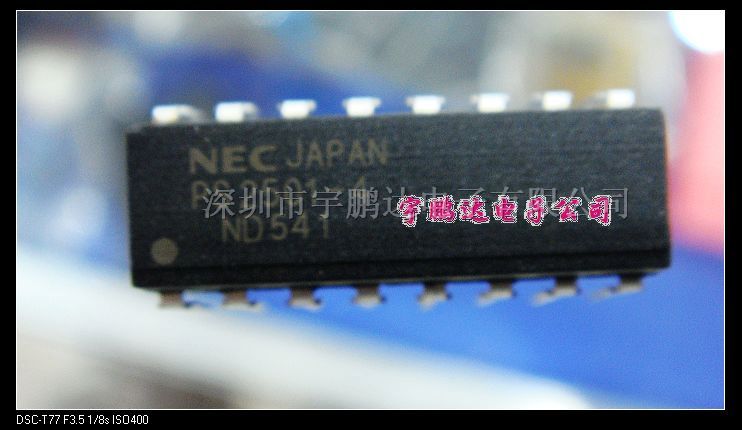 NEC JAPAN
深圳市宇鹏达电子有限公司
宇鹏达电子公司
ND541
DSC-T77 F3.5 1/8s ISO400